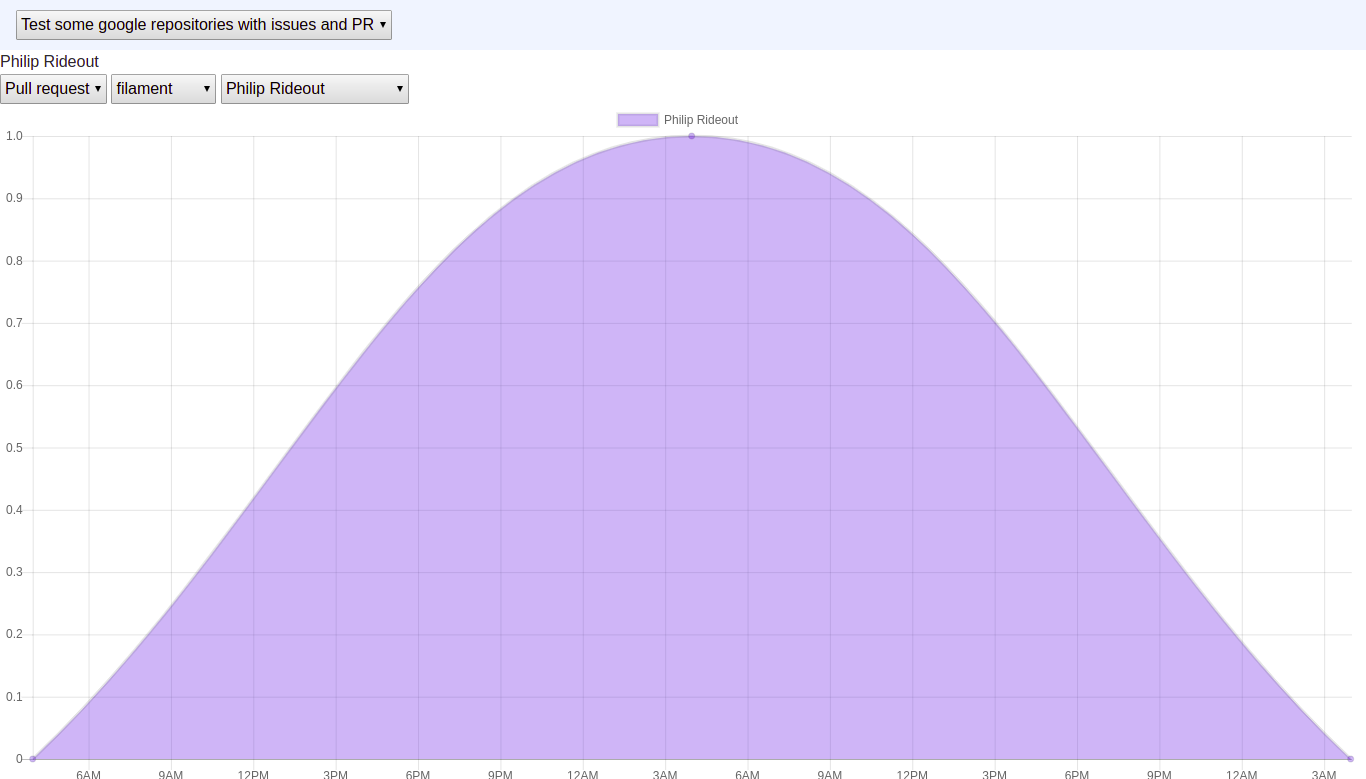 Test some google repositories with issues and PR
Philip Rideout
Pull request filament Philip Rideout
Philip Rideout
1.0
0.9
0.8
0.7
0.6
0.5
0.4
0.3
0.2
0.1
0
6AM 9AM 12PM 3PM 6PM 9PM 12AM 3AM 6AM 9AM 12PM 3PM 6PM 9PM 12AM 3AM